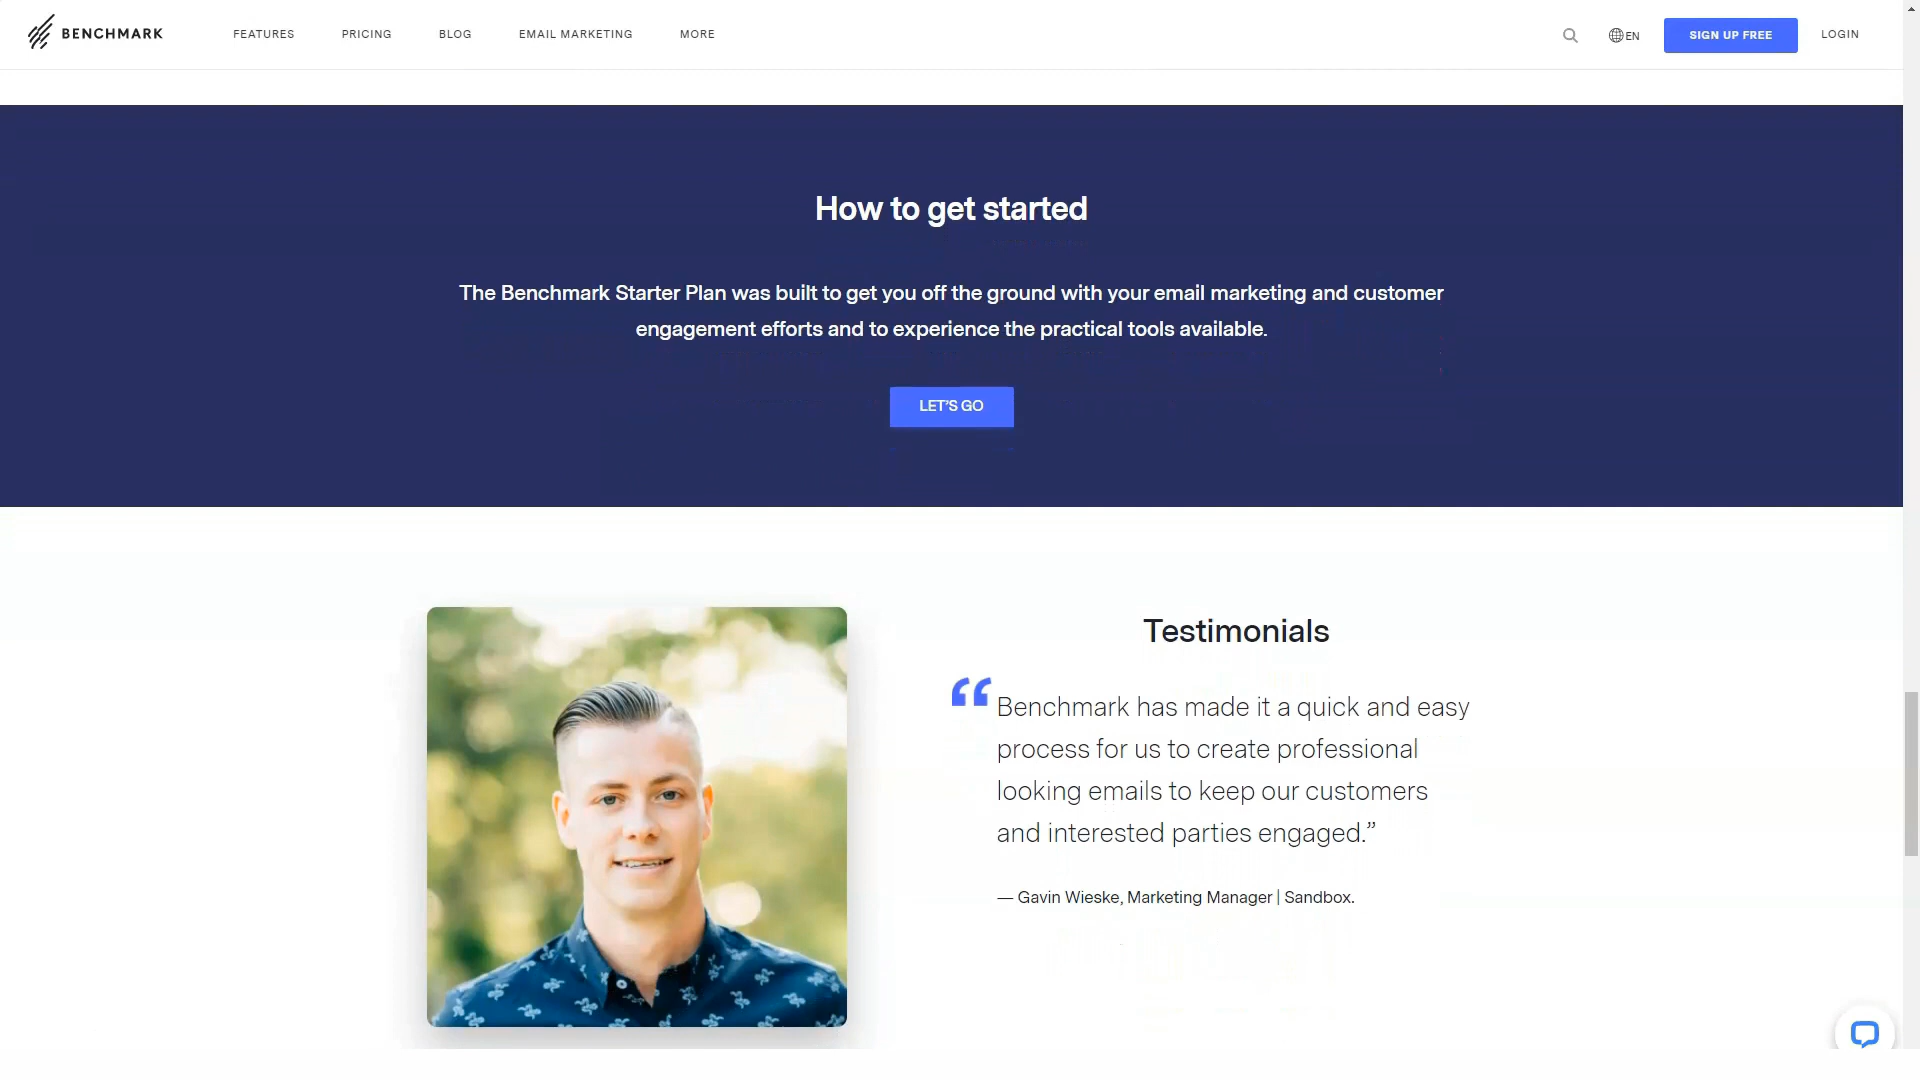 BENCHMARK
FEATURES
PRICING
BLOG
EMAIL MARKETING
MORE
EN
SIGN UP FREE
LOGIN
How to get started
The Benchmark Starter Plan was built to get you off the ground with your email marketing and customer
engagement efforts and to experience the practical tools available.
LET’S GO
Testimonials
“Benchmark has made it a quick and easy
process for us to create professional
looking emails to keep our customers
and interested parties engaged.”
— Gavin Wieske, Marketing Manager | Sandbox.